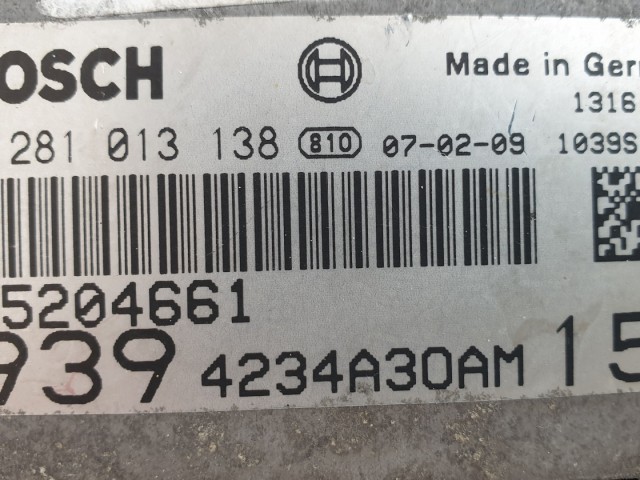 OSCH Made in Ger
1316
281 013 138 810 07-02-09 1039S
5204661
939 4234A30AM 15